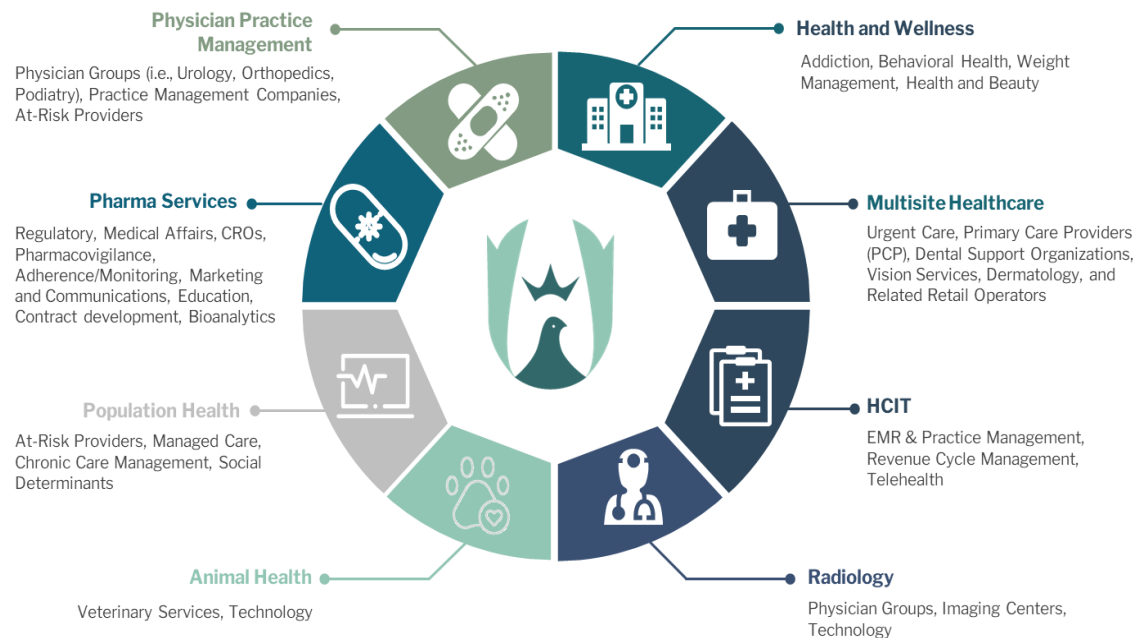 Physician Practice
Management
Physician Groups (i.e., Urology, Orthopedics,
Podiatry), Practice Management Companies,
At-Risk Providers
Health and Wellness
Addiction, Behavioral Health, Weight
Management, Health and Beauty
Pharma Services
Regulatory, Medical Affairs, CROs,
Pharmacovigilance,
Adherence/Monitoring, Marketing
and Communications, Education,
Contract development, Bioanalytics
Multisite Healthcare
Urgent Care, Primary Care Providers
(PCP), Dental Support Organizations,
Vision Services, Dermatology, and
Related Retail Operators
Population Health
At-Risk Providers, Managed Care,
Chronic Care Management, Social
Determinants
HCIT
EMR & Practice Management,
Revenue Cycle Management,
Telehealth
Animal Health
Veterinary Services, Technology
Radiology
Physician Groups, Imaging Centers,
Technology